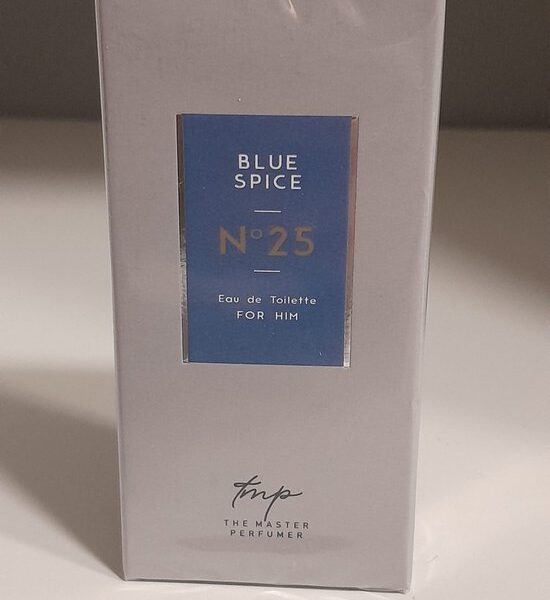 BLUE
SPICE
N°25
Eau de Toilette
FOR HIM
tmp
THE MASTER
PERFUMER